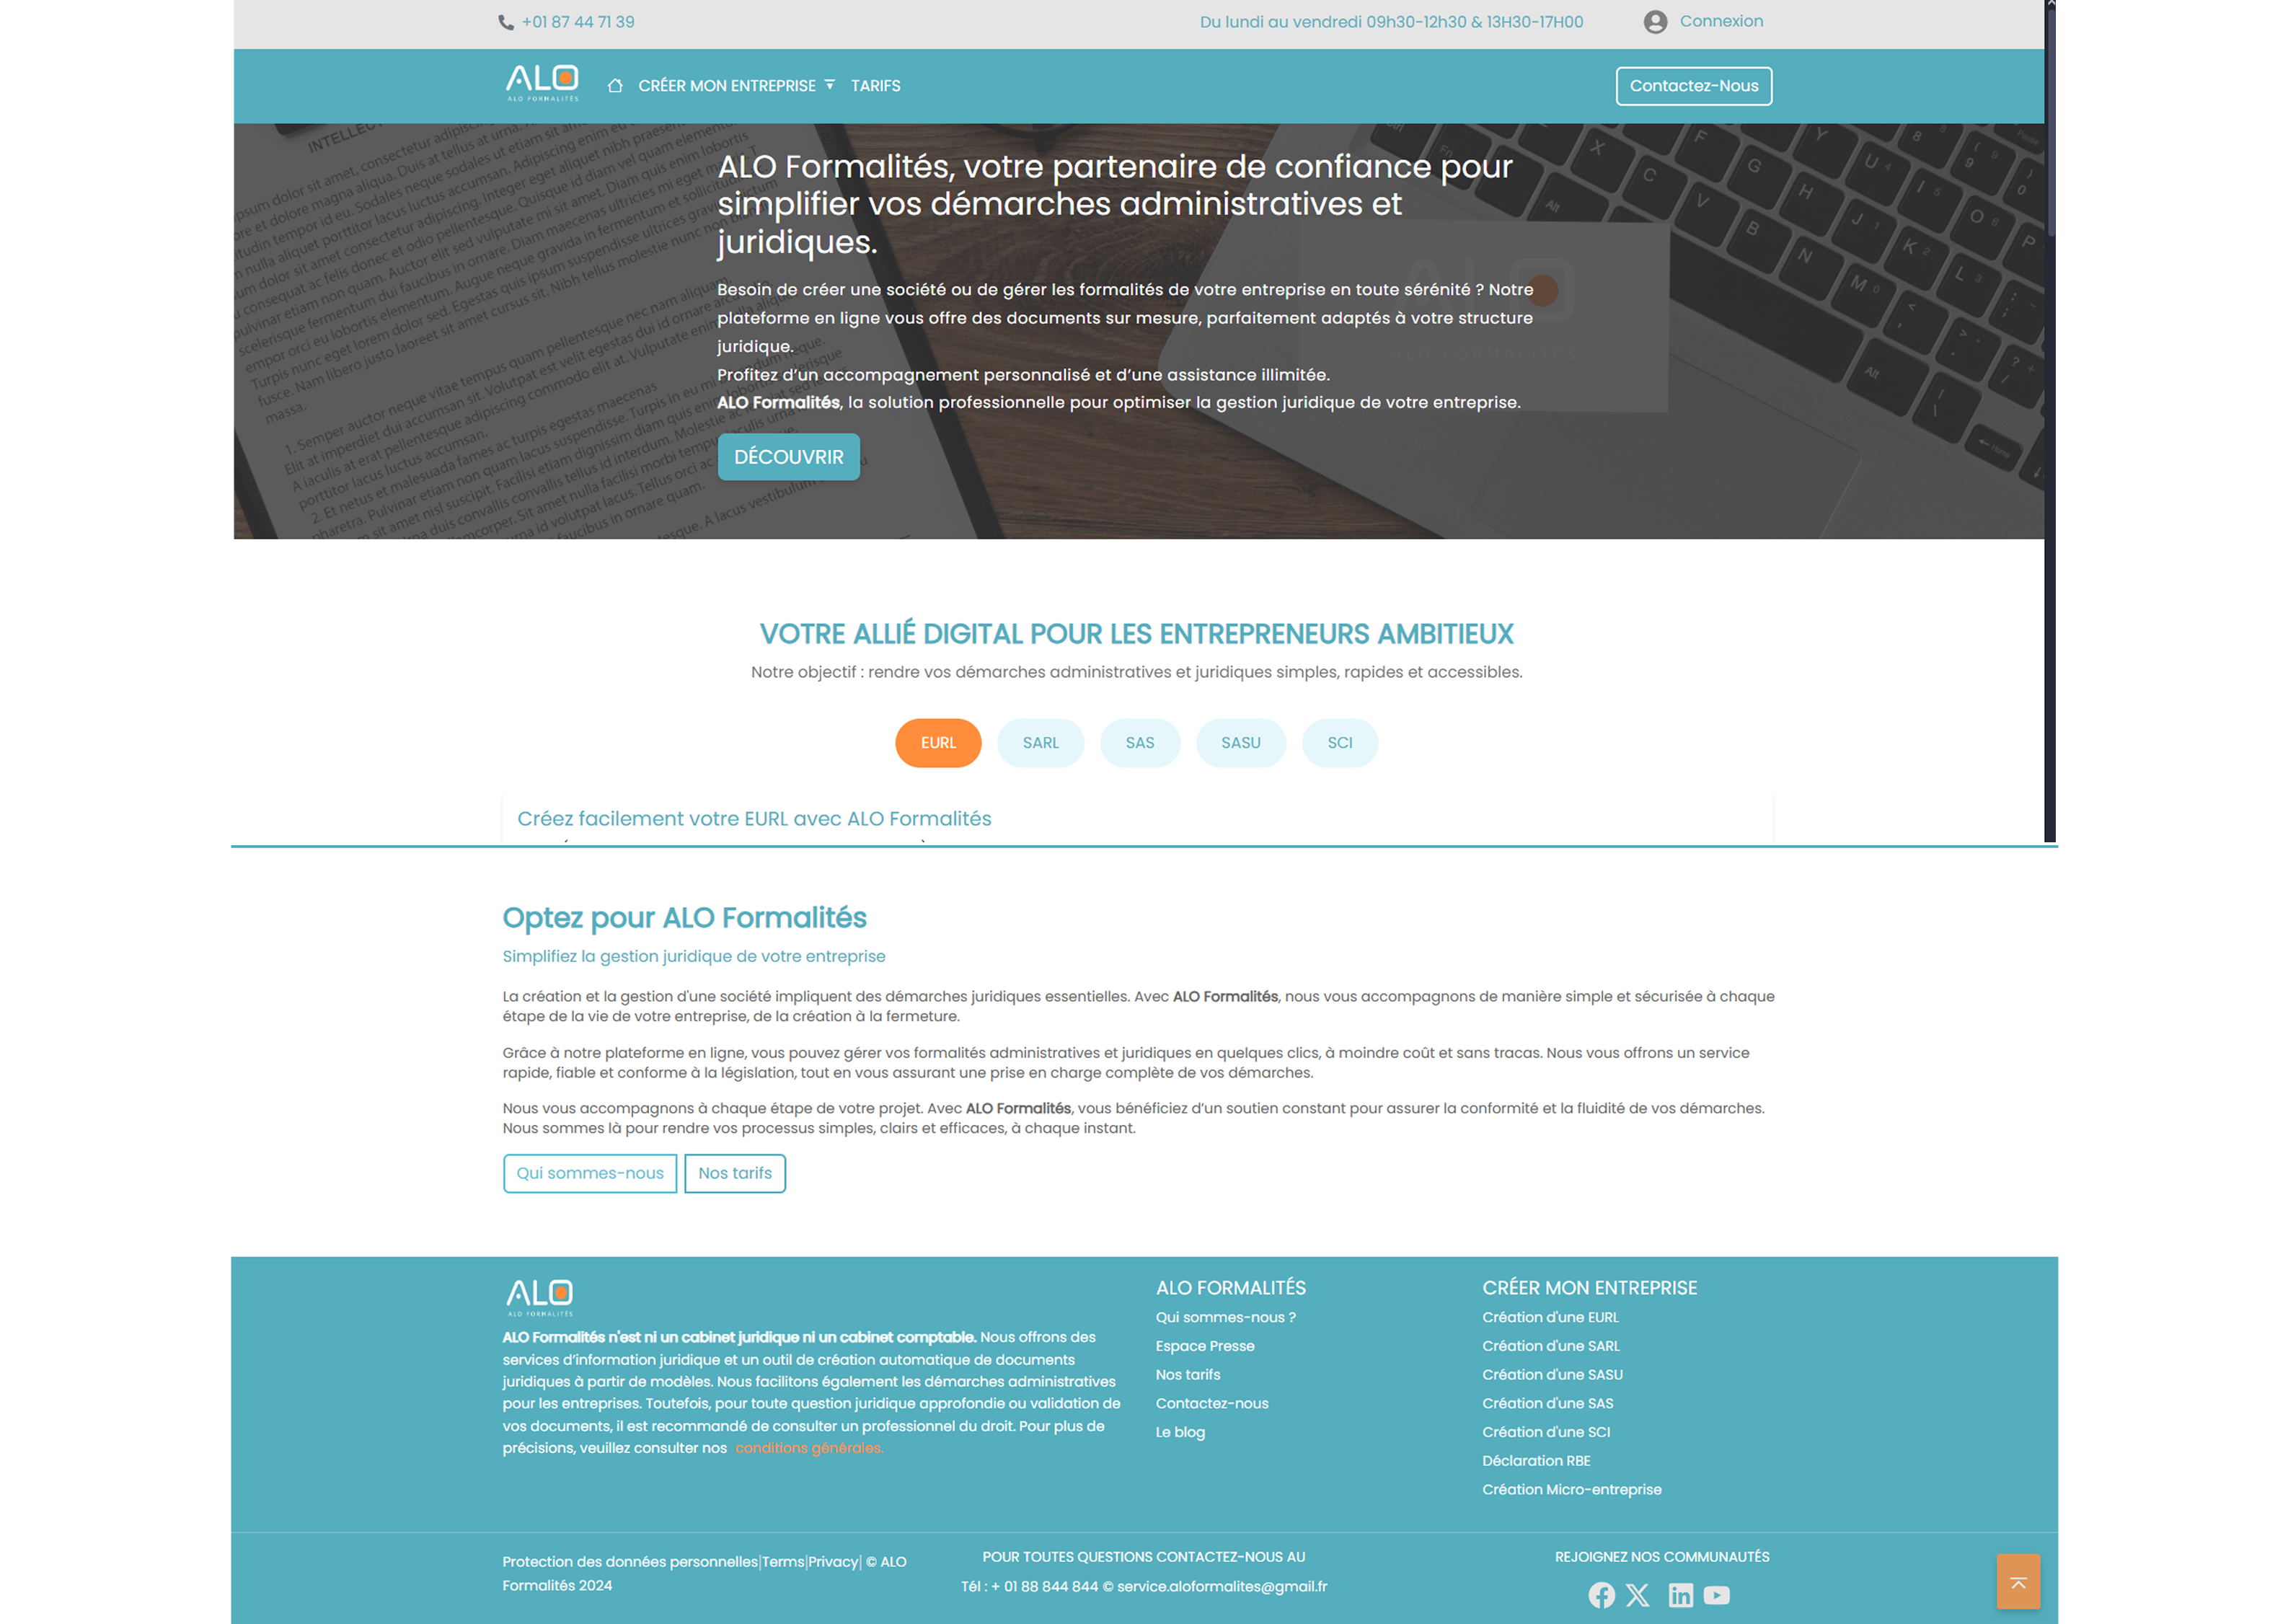 +01 87 44 71 39
Du lundi au vendredi 09h30-12h30 & 13H30-17H00
Connexion
ALO
ALO FORMALITÉS
CRÉER MON ENTREPRISE
TARIFS
Contactez-Nous
ALO Formalités, votre partenaire de confiance pour
simplifier vos démarches administratives et
juridiques.
Besoin de créer une société ou de gérer les formalités de votre entreprise en toute sérénité ? Notre
plateforme en ligne vous offre des documents sur mesure, parfaitement adaptés à votre structure
juridique.
Profitez d’un accompagnement personnalisé et d’une assistance illimitée.
ALO Formalités, la solution professionnelle pour optimiser la gestion juridique de votre entreprise.
DÉCOUVRIR
VOTRE ALLIÉ DIGITAL POUR LES ENTREPRENEURS AMBITIEUX
Notre objectif : rendre vos démarches administratives et juridiques simples, rapides et accessibles.
EURL
SARL
SAS
SASU
SCI
Créez facilement votre EURL avec ALO Formalités
Optez pour ALO Formalités
Simplifiez la gestion juridique de votre entreprise
La création et la gestion d'une société impliquent des démarches juridiques essentielles. Avec ALO Formalités, nous vous accompagnons de manière simple et sécurisée à chaque
étape de la vie de votre entreprise, de la création à la fermeture.
Grâce à notre plateforme en ligne, vous pouvez gérer vos formalités administratives et juridiques en quelques clics, à moindre coût et sans tracas. Nous vous offrons un service
rapide, fiable et conforme à la législation, tout en vous assurant une prise en charge complète de vos démarches.
Nous vous accompagnons à chaque étape de votre projet. Avec ALO Formalités, vous bénéficiez d’un soutien constant pour assurer la conformité et la fluidité de vos démarches.
Nous sommes là pour rendre vos processus simples, clairs et efficaces, à chaque instant.
Qui sommes-nous
Nos tarifs
ALO
ALO FORMALITÉS
ALO Formalités n'est ni un cabinet juridique ni un cabinet comptable. Nous offrons des
services d’information juridique et un outil de création automatique de documents
juridiques à partir de modèles. Nous facilitons également les démarches administratives
pour les entreprises. Toutefois, pour toute question juridique approfondie ou validation de
vos documents, il est recommandé de consulter un professionnel du droit. Pour plus de
précisions, veuillez consulter nos conditions générales.
ALO FORMALITÉS
Qui sommes-nous ?
Espace Presse
Nos tarifs
Contactez-nous
Le blog
CRÉER MON ENTREPRISE
Création d'une EURL
Création d'une SARL
Création d'une SASU
Création d'une SAS
Création d'une SCI
Déclaration RBE
Création Micro-entreprise
Protection des données personnelles|Terms|Privacy| © ALO
Formalités 2024
POUR TOUTES QUESTIONS CONTACTEZ-NOUS AU
Tél : + 01 88 844 844 © service.aloformalites@gmail.fr
REJOIGNEZ NOS COMMUNAUTÉS